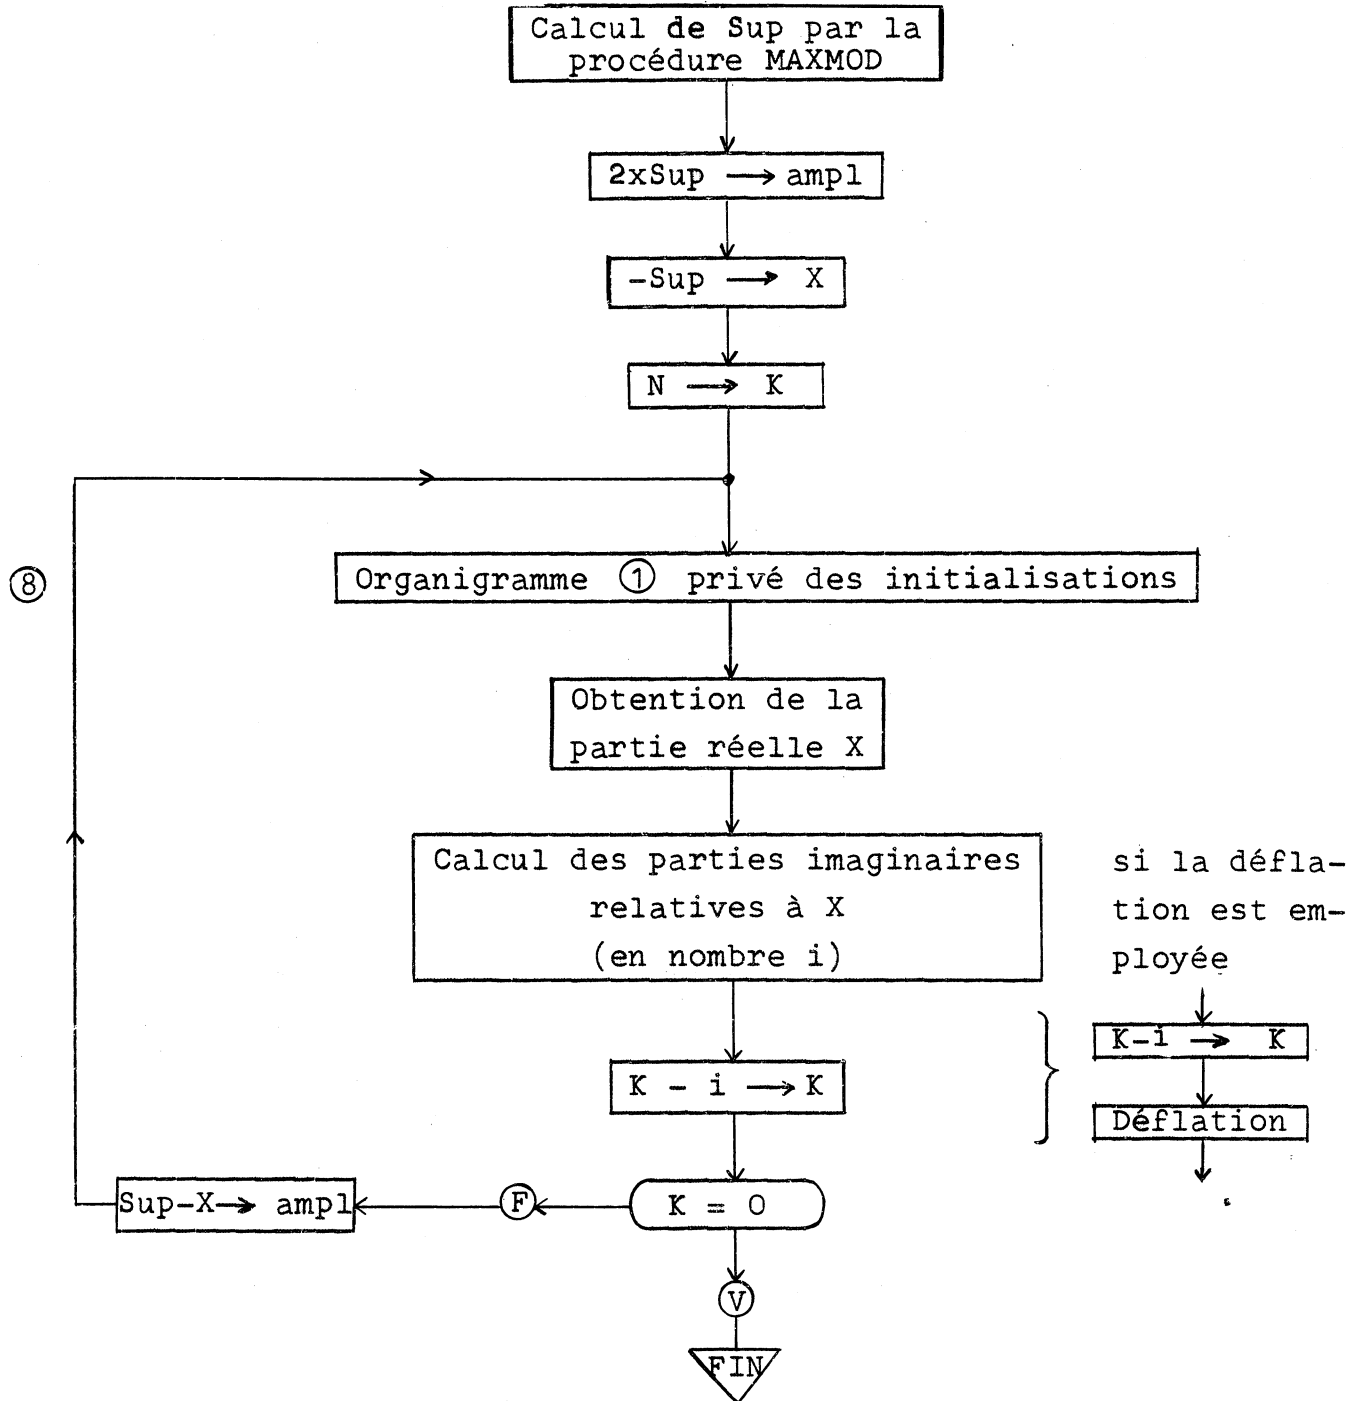 Calcul de Sup par la
procédure MAXMOD
2xSup → ampl
-Sup → X
N → K
⑧
Organigramme ① privé des initialisations
Obtention de la
partie réelle X
Calcul des parties imaginaires
relatives à X
(en nombre i)
si la défla-
tion est em-
ployée
K-i → K
Déflation
K - i → K
K = 0
F
Sup-X→ ampl
V
FIN